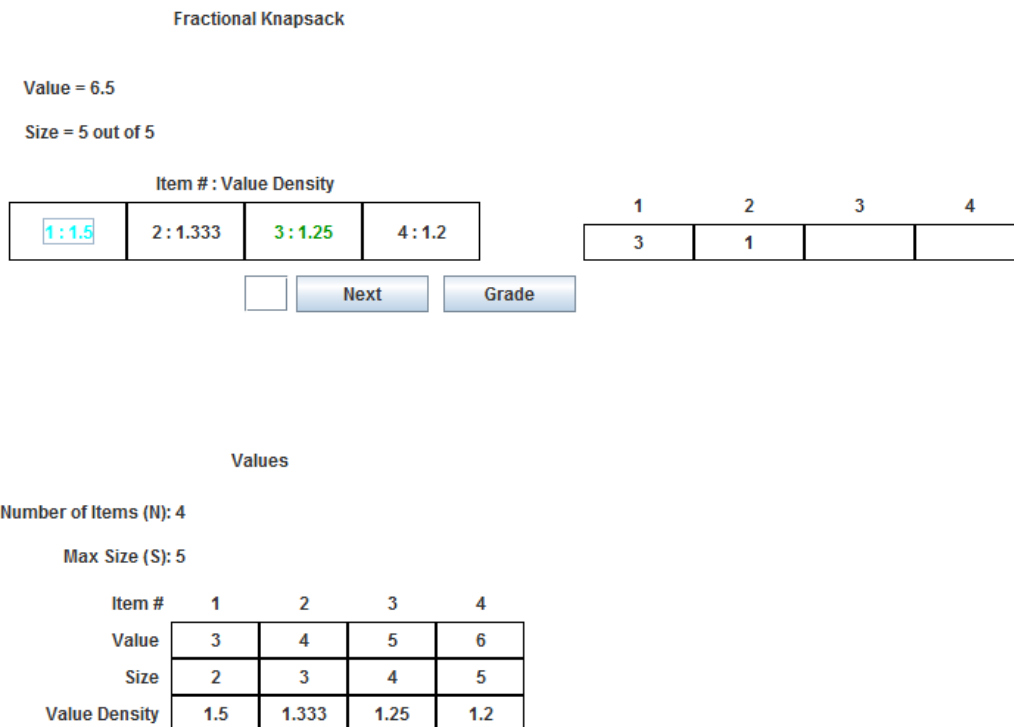 Fractional Knapsack
Value = 6.5
Size = 5 out of 5
Item # : Value Density
1 2 3 4
1 : 1.5 2 : 1.333 3 : 1.25 4 : 1.2 3 1
Next Grade
Values
Number of Items (N): 4
Max Size (S): 5
Item # 1 2 3 4
Value 3 4 5 6
Size 2 3 4 5
Value Density 1.5 1.333 1.25 1.2